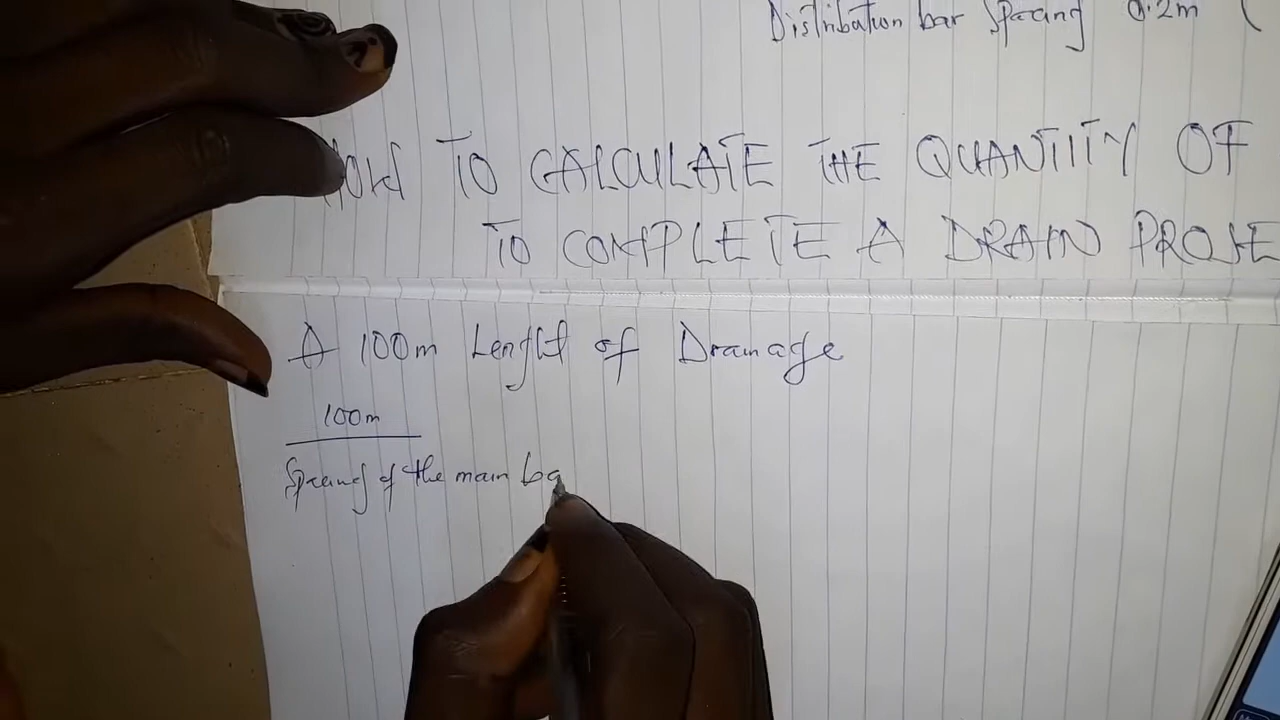 Distribution bar Spacing 0.2m (
HOW TO CALCULATE THE QUANTITY OF
TO COMPLETE A DRAIN PROJE
A 100m Lenght of Drainage
100m
Spacing of the main ba